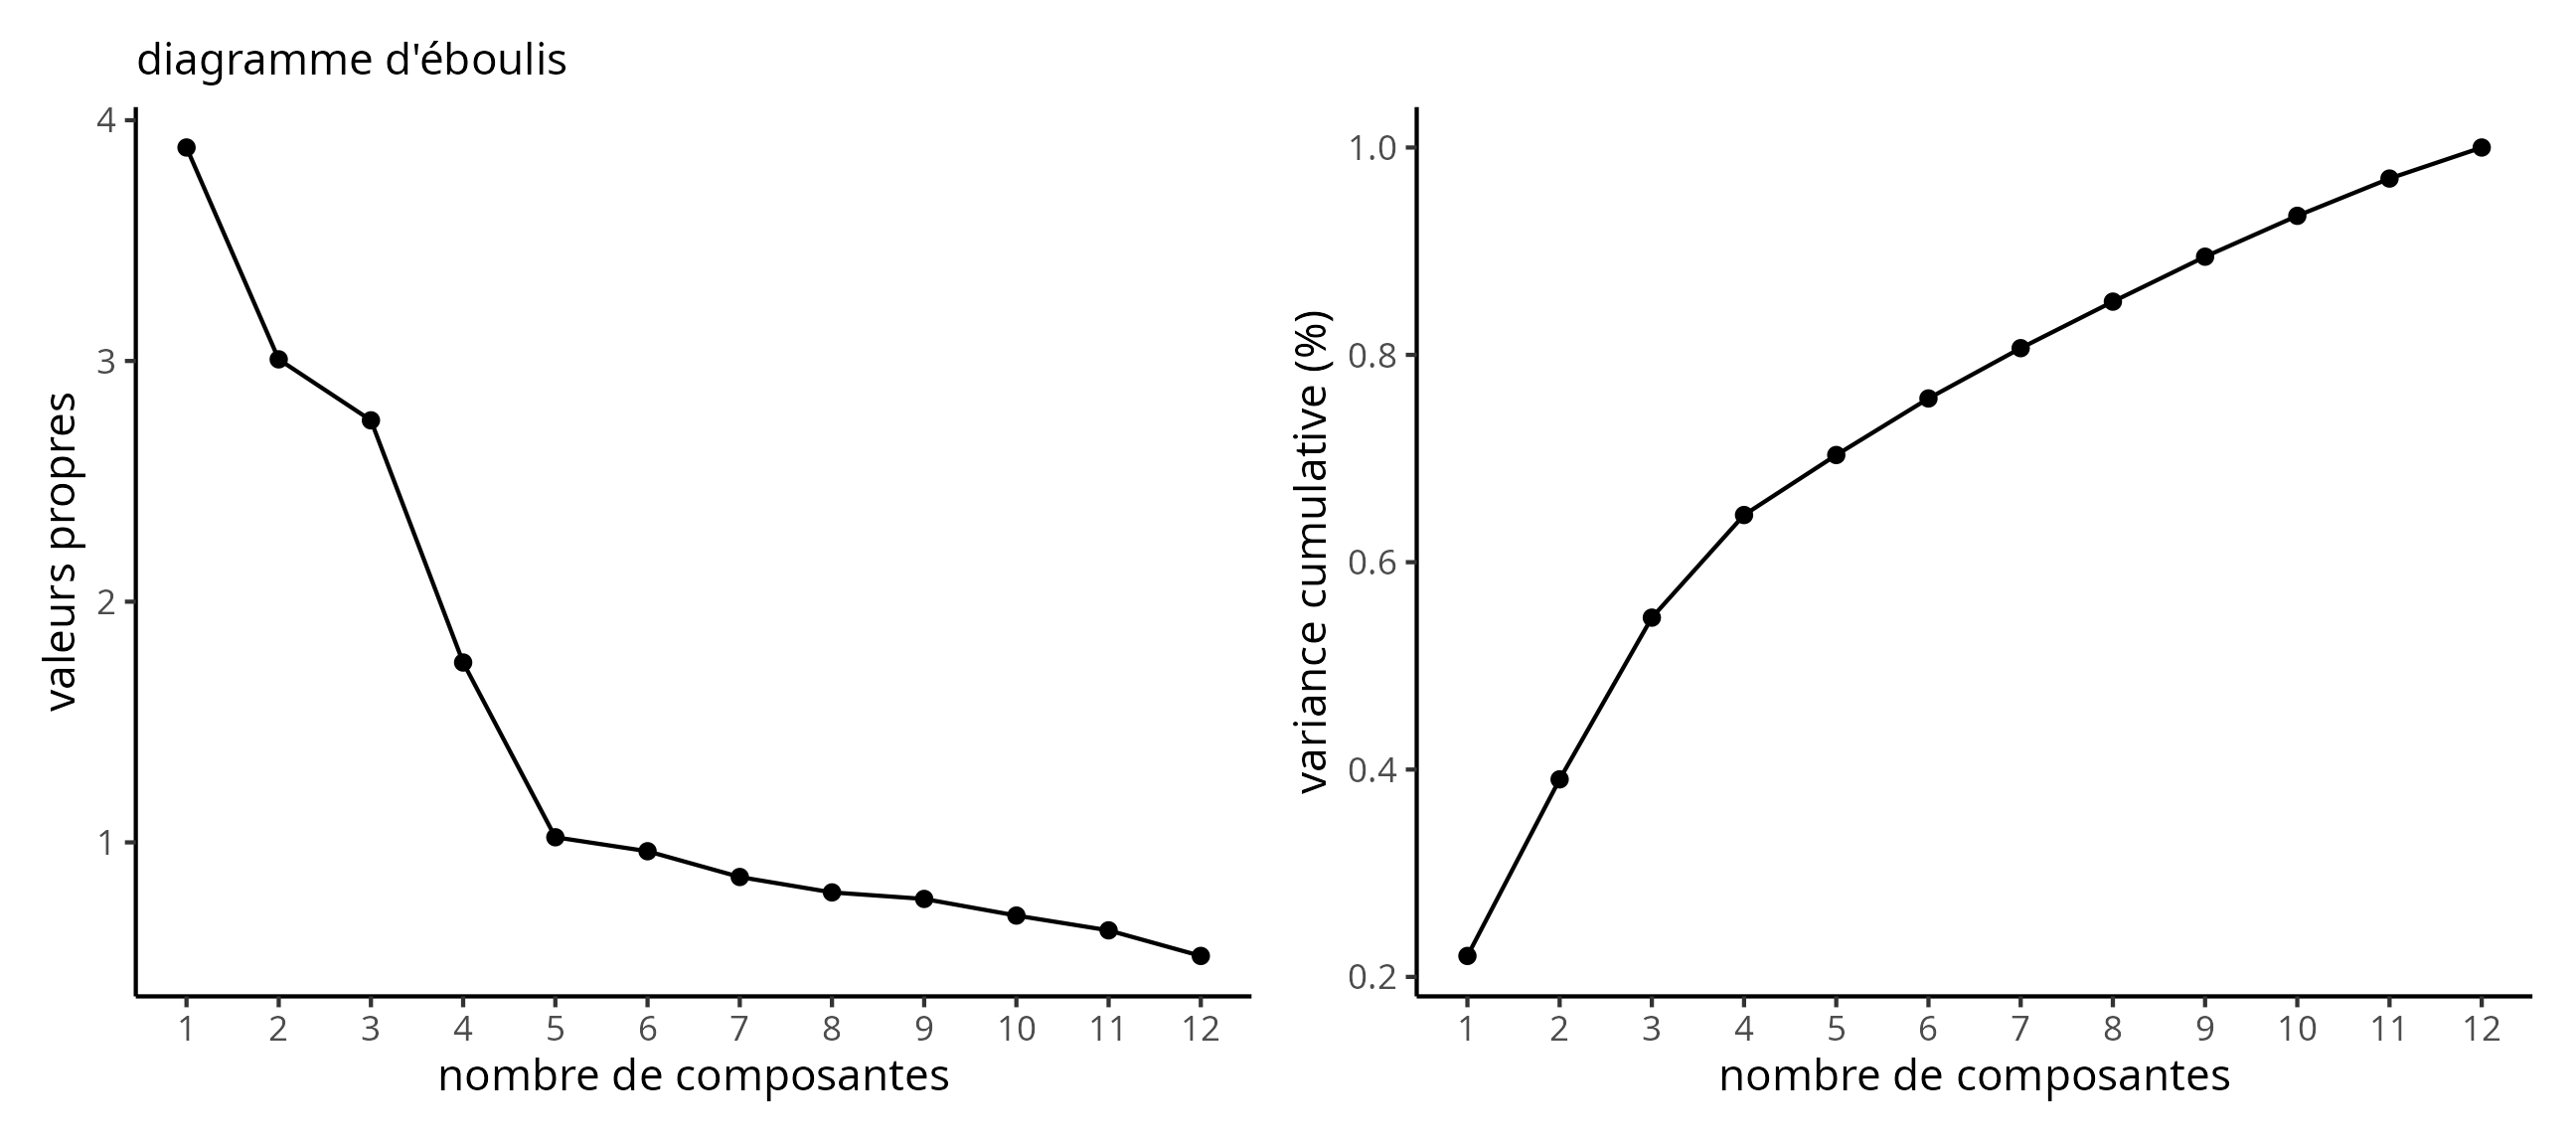 diagramme d'éboulis
valeurs propres
4
3
2
1
1 2 3 4 5 6 7 8 9 10 11 12
nombre de composantes
variance cumulative (%)
1.0
0.8
0.6
0.4
0.2
1 2 3 4 5 6 7 8 9 10 11 12
nombre de composantes